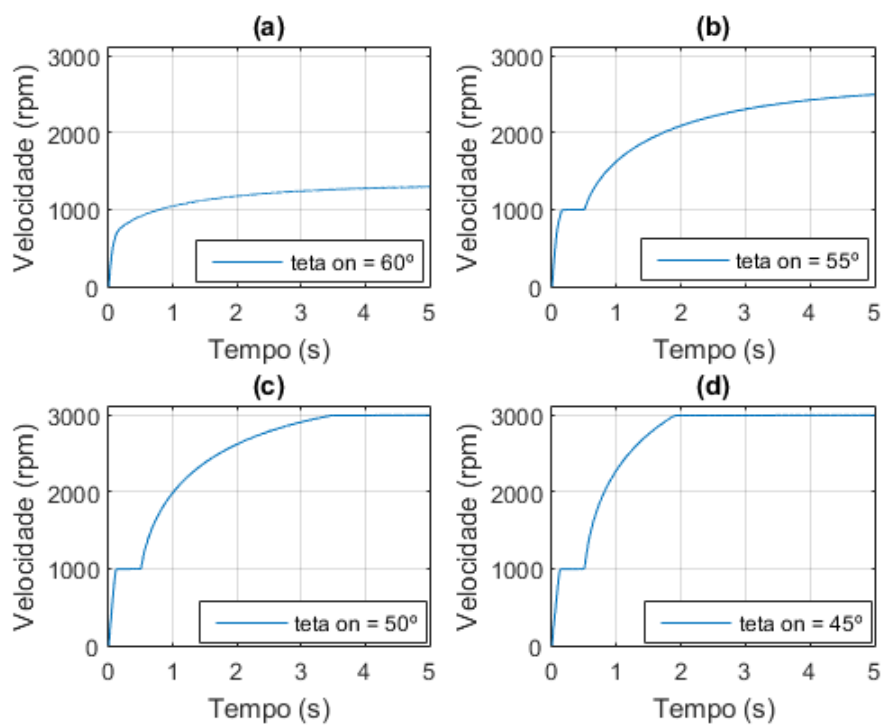 (a)
Velocidade (rpm)
3000
2000
1000
0
teta on = 60º
0 1 2 3 4 5
Tempo (s)
(b)
Velocidade (rpm)
3000
2000
1000
0
teta on = 55º
0 1 2 3 4 5
Tempo (s)
(c)
Velocidade (rpm)
3000
2000
1000
0
teta on = 50º
0 1 2 3 4 5
Tempo (s)
(d)
Velocidade (rpm)
3000
2000
1000
0
teta on = 45º
0 1 2 3 4 5
Tempo (s)